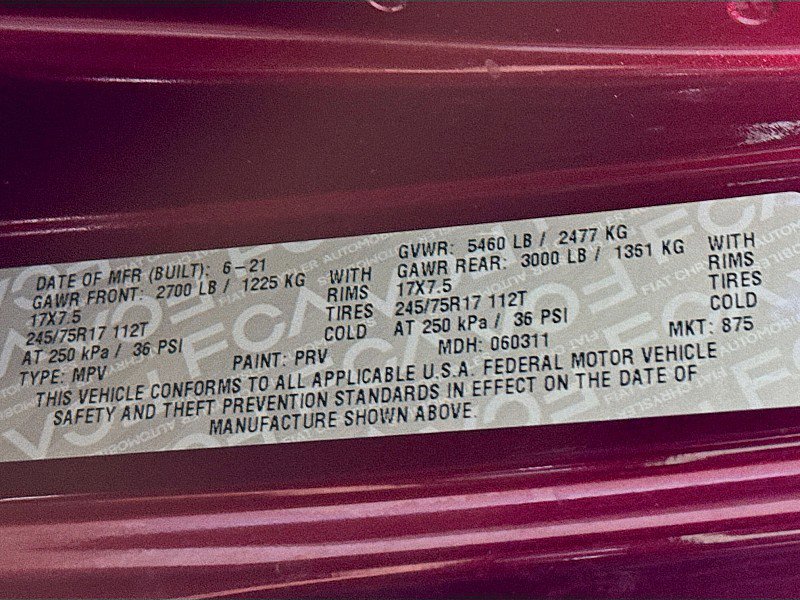 DATE OF MFR (BUILT): 6-21 GVWR: 5460 LB / 2477 KG
GAWR FRONT: 2700 LB / 1225 KG WITH GAWR REAR: 3000 LB / 1361 KG WITH
17X7.5 RIMS 17X7.5 RIMS
245/75R17 112T TIRES 245/75R17 112T TIRES
AT 250 kPa / 36 PSI COLD AT 250 kPa / 36 PSI COLD
TYPE: MPV PAINT: PRV MDH: 060311 MKT: 875
THIS VEHICLE CONFORMS TO ALL APPLICABLE U.S.A. FEDERAL MOTOR VEHICLE
SAFETY AND THEFT PREVENTION STANDARDS IN EFFECT ON THE DATE OF
MANUFACTURE SHOWN ABOVE.